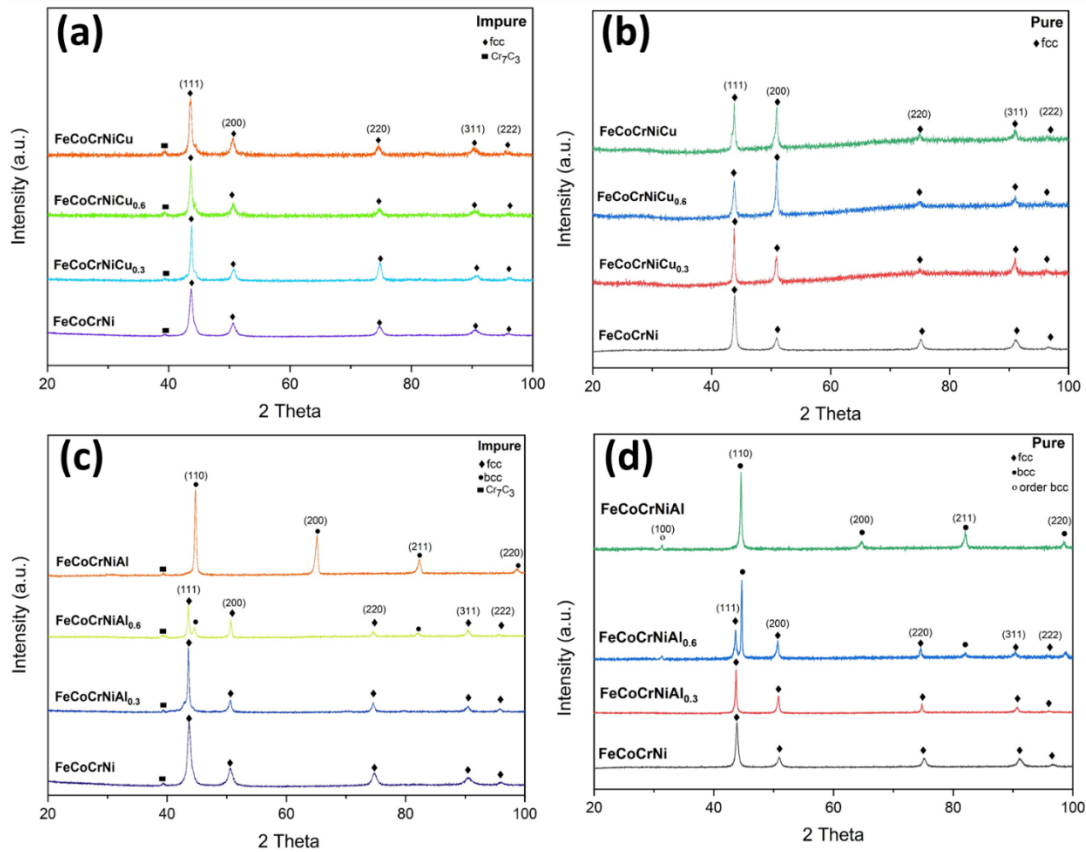 (a)
Impure
♦ fcc
■ Cr₇C₃
(111)
(200)
(220)
(311)
(222)
FeCoCrNiCu
FeCoCrNiCu₀.₆
FeCoCrNiCu₀.₃
FeCoCrNi
Intensity (a.u.)
20 40 60 80 100
2 Theta
(b)
Pure
♦ fcc
(111)
(200)
(220)
(311)
(222)
FeCoCrNiCu
FeCoCrNiCu₀.₆
FeCoCrNiCu₀.₃
FeCoCrNi
Intensity (a.u.)
20 40 60 80 100
2 Theta
(c)
Impure
♦ fcc
● bcc
■ Cr₇C₃
(110)
(200)
(211)
(220)
FeCoCrNiAl
(111)
(200)
(220)
(311)
(222)
FeCoCrNiAl₀.₆
FeCoCrNiAl₀.₃
FeCoCrNi
Intensity (a.u.)
20 40 60 80 100
2 Theta
(d)
Pure
♦ fcc
● bcc
○ order bcc
(110)
FeCoCrNiAl
(100)
(200)
(211)
(220)
FeCoCrNiAl₀.₆
(111)
(200)
(220)
(311)
(222)
FeCoCrNiAl₀.₃
FeCoCrNi
Intensity (a.u.)
20 40 60 80 100
2 Theta